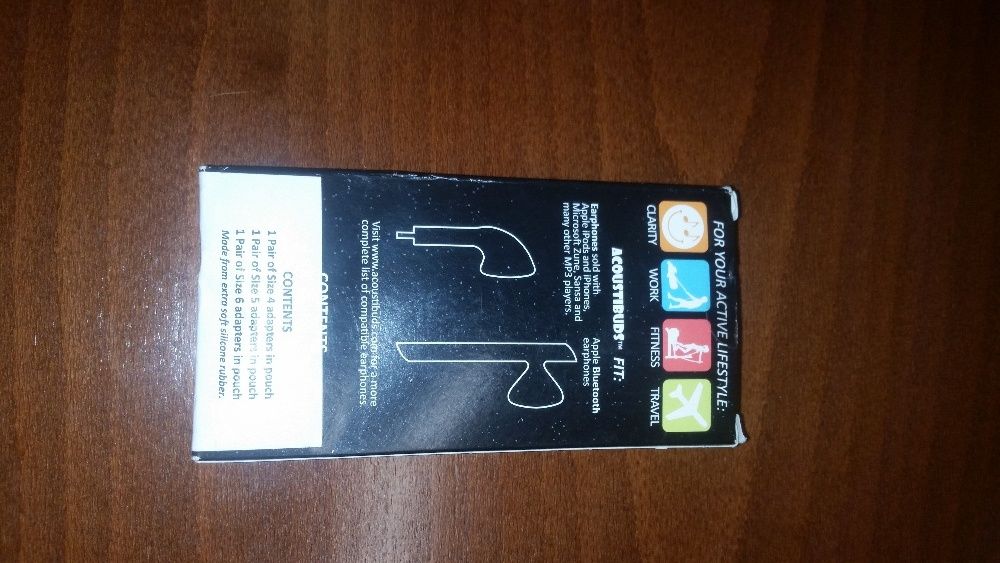 FOR YOUR ACTIVE LIFESTYLE:
CLARITY WORK FITNESS TRAVEL
ACOUSTIBUDS™ FIT:
Earphones sold with
Apple iPods and iPhones,
Microsoft Zune, Sansa and
many other MP3 players.
Apple Bluetooth
earphones
Visit www.acoustibuds.com for a more
complete list of compatible earphones.
CONTENTS
CONTENTS
1 Pair of Size 4 adapters in pouch
1 Pair of Size 5 adapters in pouch
1 Pair of Size 6 adapters in pouch
Made from extra soft silicone rubber.